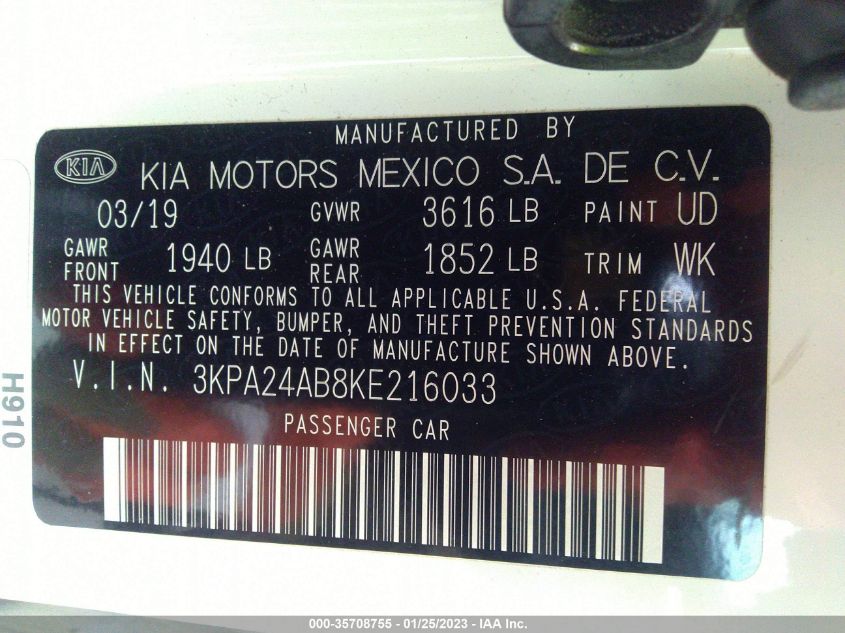 MANUFACTURED BY
KIA KIA MOTORS MEXICO S.A. DE C.V.
03/19 GVWR 3616 LB PAINT UD
GAWR FRONT 1940 LB GAWR REAR 1852 LB TRIM WK
THIS VEHICLE CONFORMS TO ALL APPLICABLE U.S.A. FEDERAL
MOTOR VEHICLE SAFETY, BUMPER, AND THEFT PREVENTION STANDARDS
IN EFFECT ON THE DATE OF MANUFACTURE SHOWN ABOVE.
V.I.N. 3KPA24AB8KE216033
PASSENGER CAR
H910
000-35708755 - 01/25/2023 - IAA Inc.